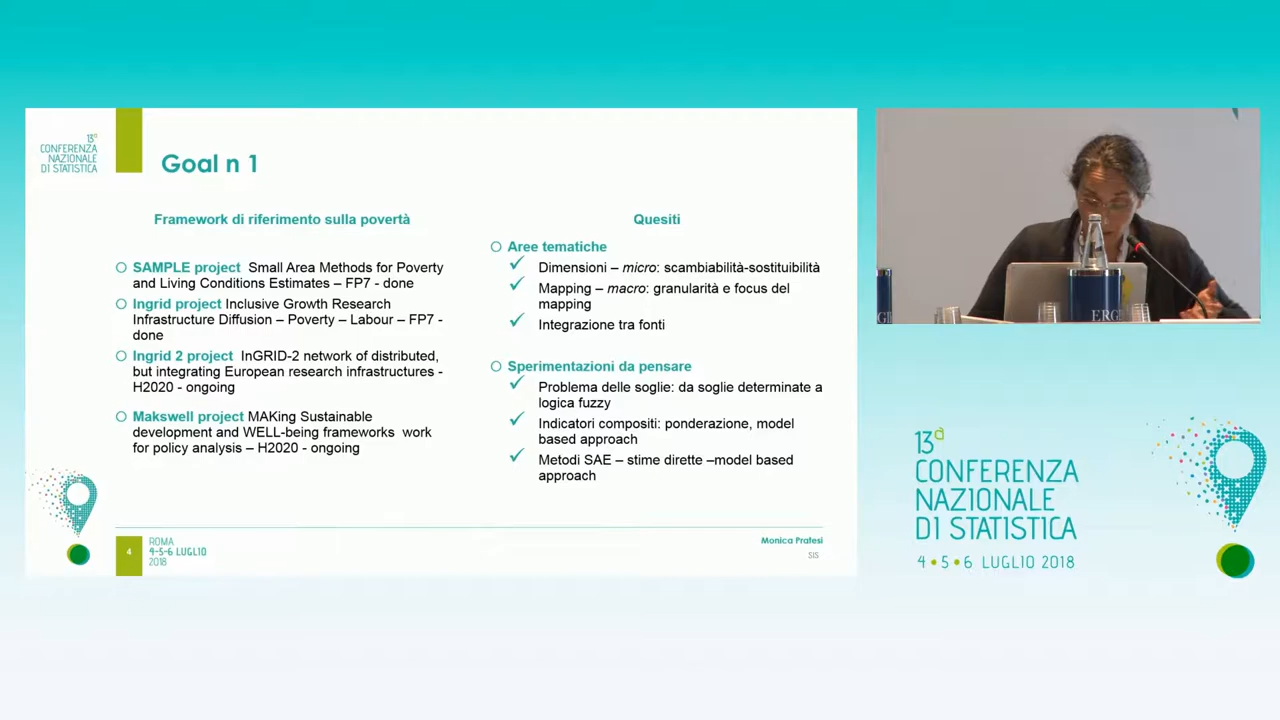 13°
CONFERENZA
NAZIONALE
DI STATISTICA
Goal n 1
Framework di riferimento sulla povertà
SAMPLE project Small Area Methods for Poverty
and Living Conditions Estimates – FP7 - done
Ingrid project Inclusive Growth Research
Infrastructure Diffusion – Poverty – Labour – FP7 -
done
Ingrid 2 project InGRID-2 network of distributed,
but integrating European research infrastructures -
H2020 - ongoing
Makswell project MAKing Sustainable
development and WELL-being frameworks work
for policy analysis – H2020 - ongoing
Quesiti
Aree tematiche
Dimensioni – micro: scambiabilità-sostituibilità
Mapping – macro: granularità e focus del
mapping
Integrazione tra fonti
Sperimentazioni da pensare
Problema delle soglie: da soglie determinate a
logica fuzzy
Indicatori compositi: ponderazione, model
based approach
Metodi SAE – stime dirette –model based
approach
4
ROMA
4-5-6 LUGLIO
2018
Monica Pratesi
SIS
ERGI
13a
CONFERENZA
NAZIONALE
DI STATISTICA
4 • 5 • 6 LUGLIO 2018